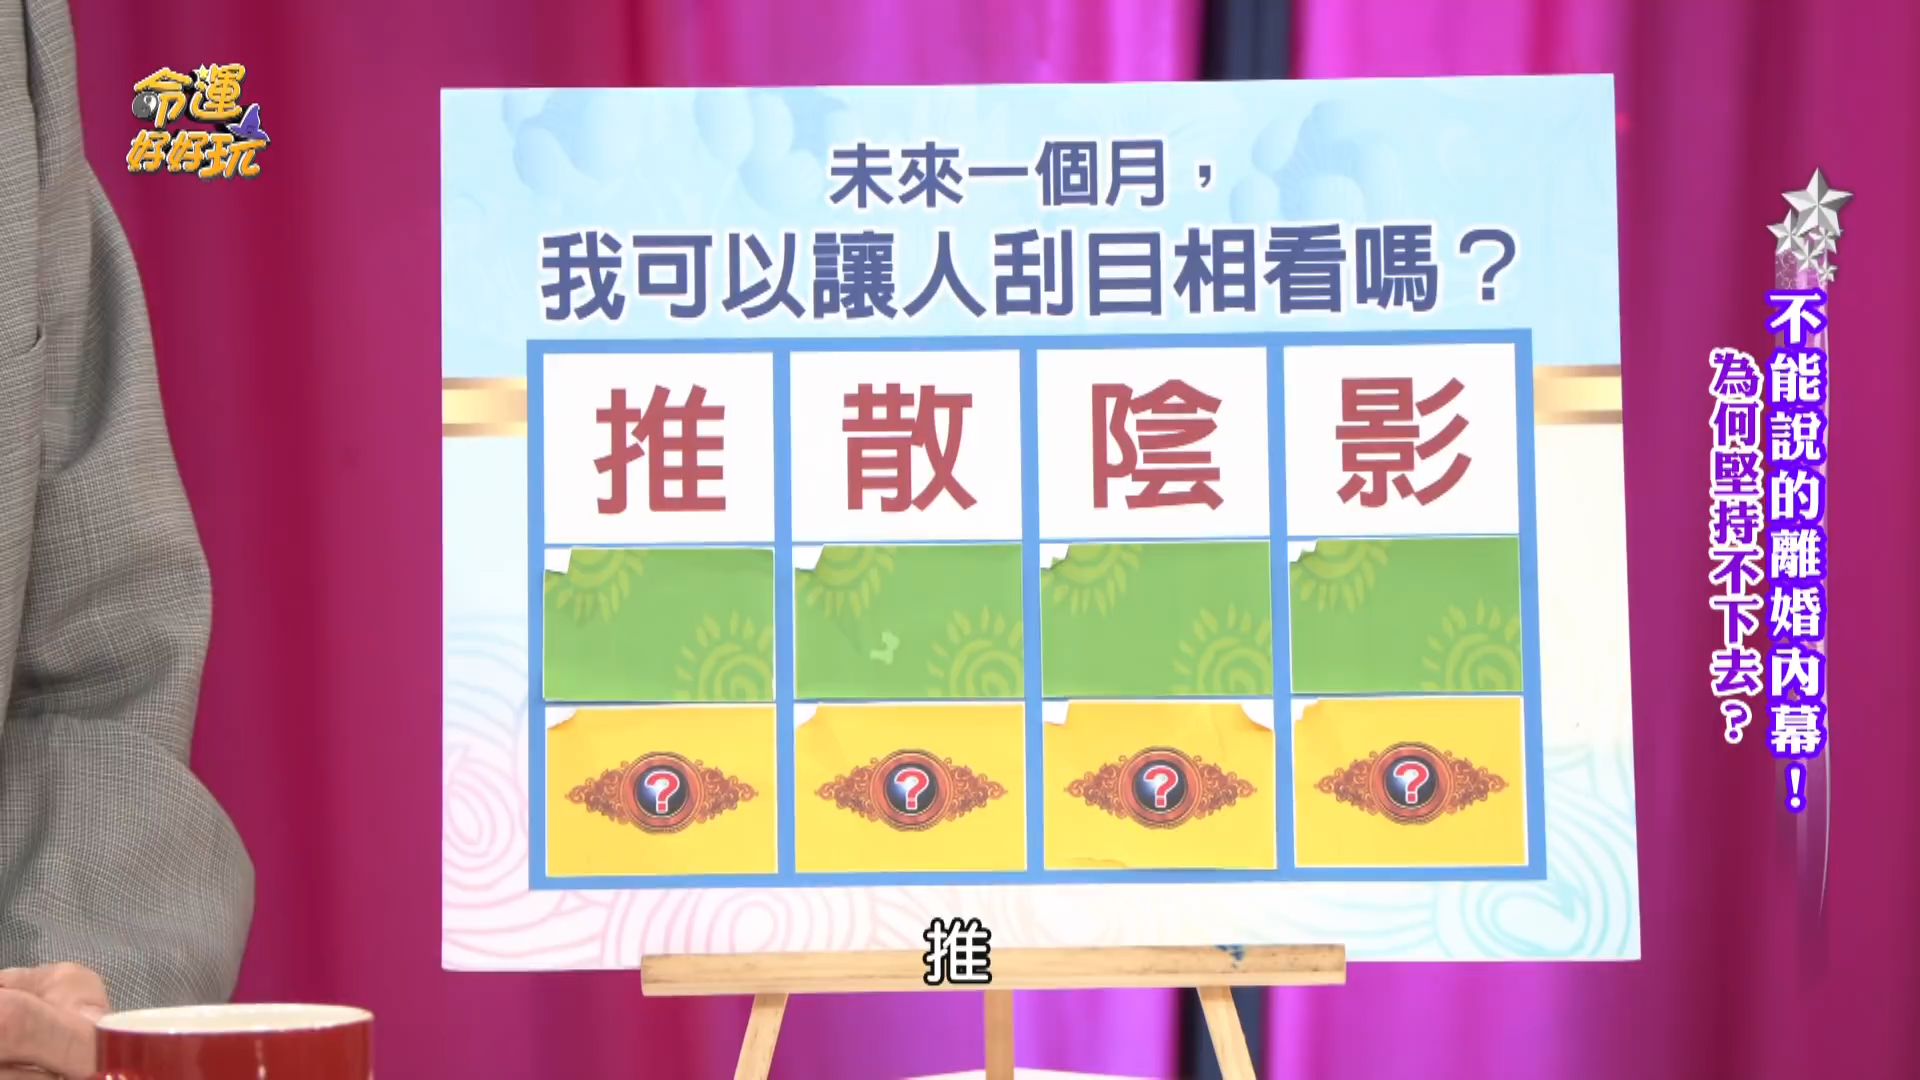 命運
好好玩
未來一個月，
我可以讓人刮目相看嗎？
推 散 陰 影
? ? ? ?
不能說的離婚內幕！
為何堅持不下去？
推